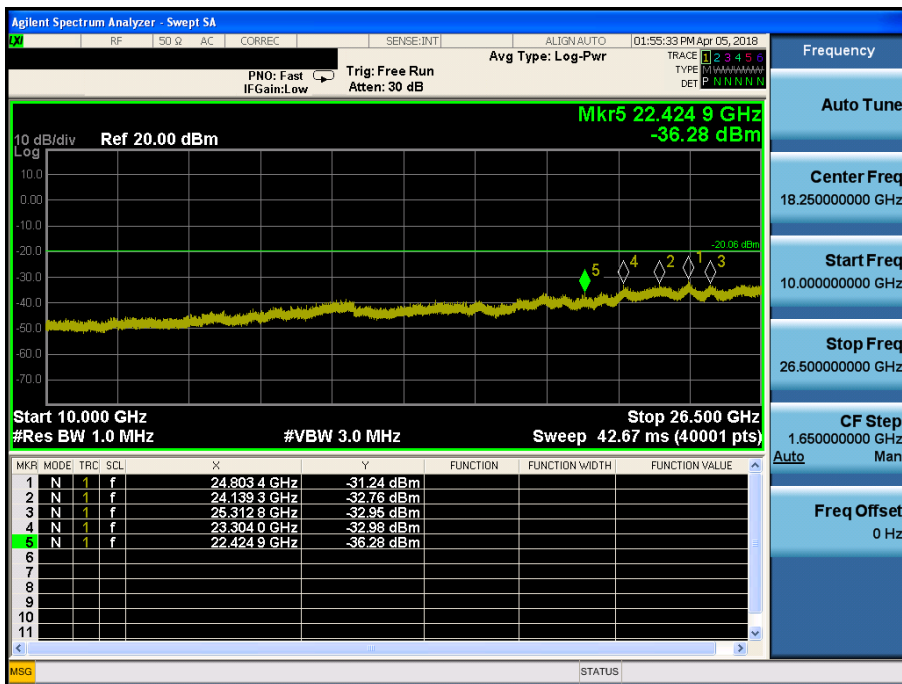 Agilent Spectrum Analyzer - Swept SA
LXI RF 50 Ω AC CORREC SENSE:INT ALIGN AUTO 01:55:33 PM Apr 05, 2018
PNO: Fast
IFGain:Low
Trig: Free Run
Atten: 30 dB
Avg Type: Log-Pwr
TRACE 1 2 3 4 5 6
TYPE M
DET P N N N N N
Mkr5 22.424 9 GHz
-36.28 dBm
10 dB/div
Log
Ref 20.00 dBm
10.0
0.00
-10.0
-20.0
-30.0
-40.0
-50.0
-60.0
-70.0
-20.06 dBm
5 4 2 1 3
Start 10.000 GHz Stop 26.500 GHz
#Res BW 1.0 MHz #VBW 3.0 MHz Sweep 42.67 ms (40001 pts)
MKR MODE TRC SCL X Y FUNCTION FUNCTION WIDTH FUNCTION VALUE
1 N 1 f 24.803 4 GHz -31.24 dBm
2 N 1 f 24.139 3 GHz -32.76 dBm
3 N 1 f 25.312 8 GHz -32.95 dBm
4 N 1 f 23.304 0 GHz -32.98 dBm
5 N 1 f 22.424 9 GHz -36.28 dBm
6
7
8
9
10
11
MSG STATUS
Frequency
Auto Tune
Center Freq
18.250000000 GHz
Start Freq
10.000000000 GHz
Stop Freq
26.500000000 GHz
CF Step
1.650000000 GHz
Auto Man
Freq Offset
0 Hz